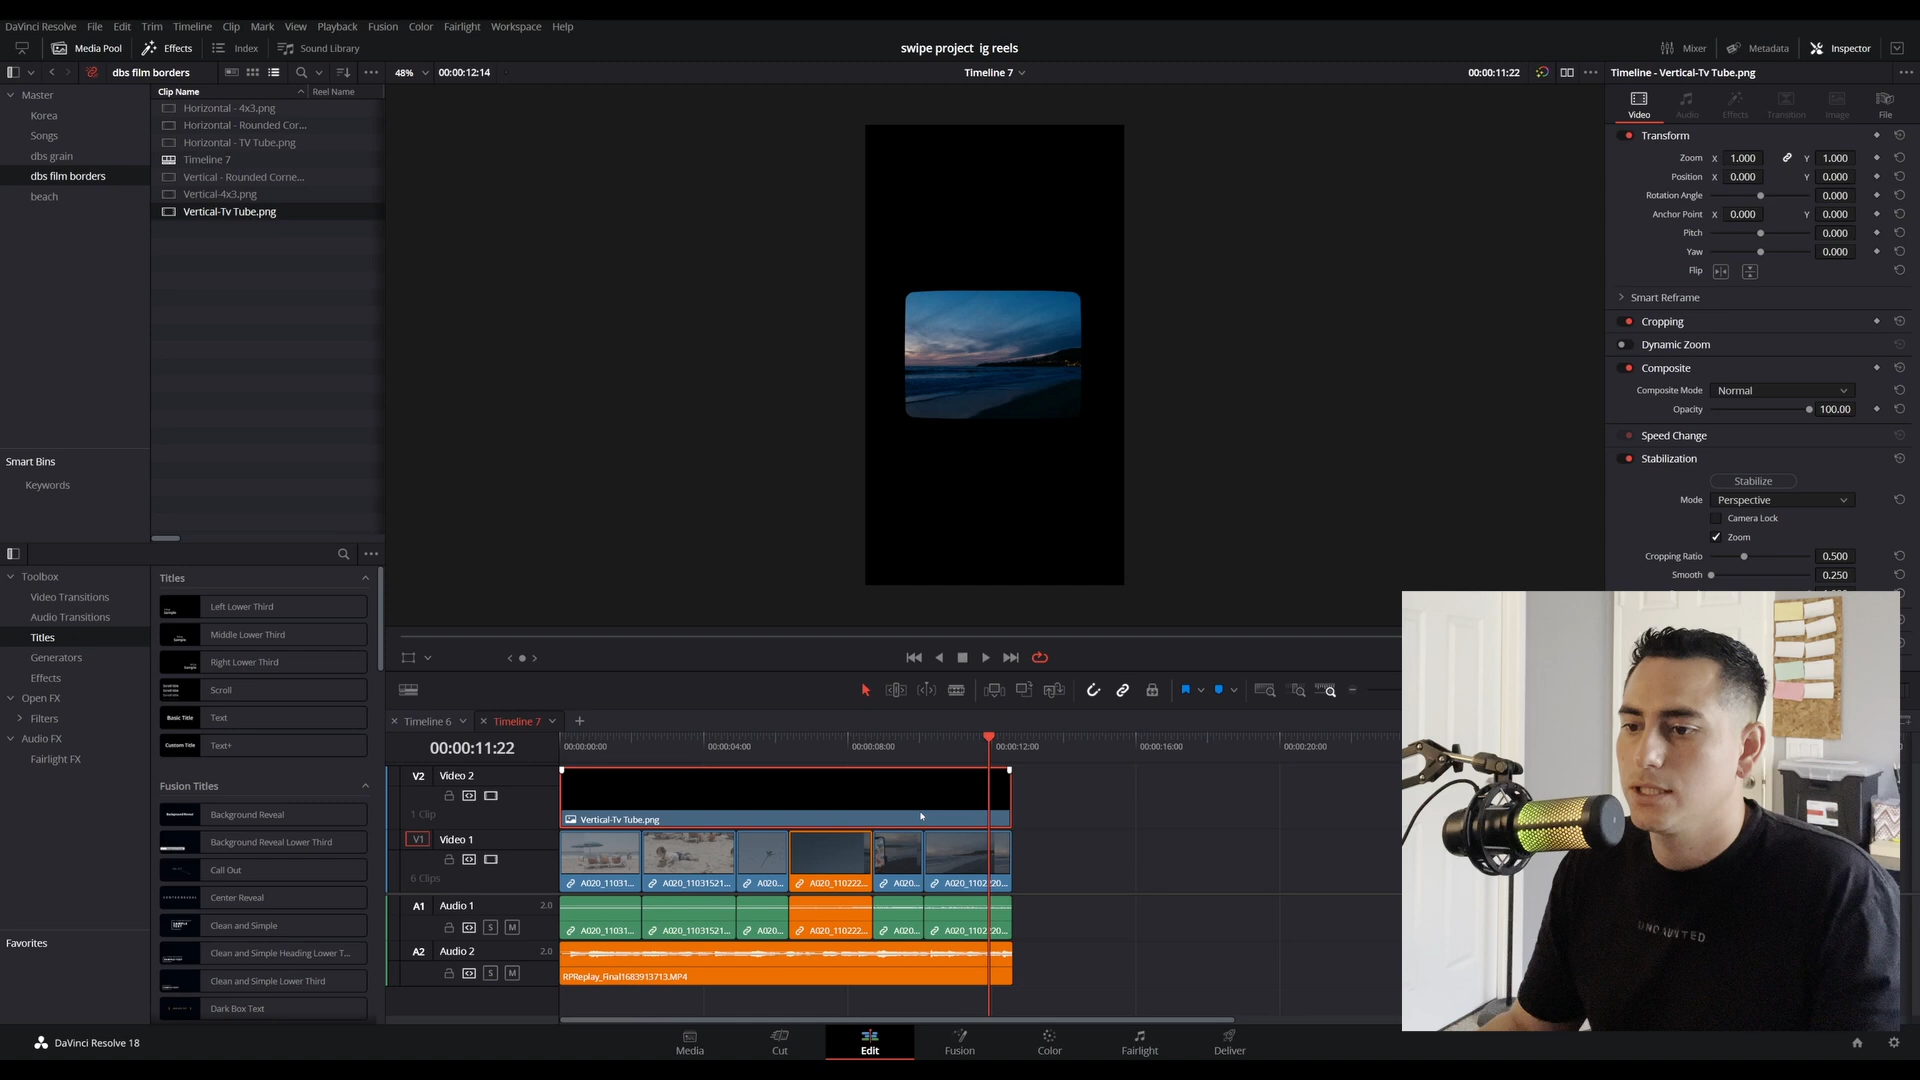 DaVinci Resolve File Edit Trim Timeline Clip Mark View Playback Fusion Color Fairlight Workspace Help
Media Pool Effects Index Sound Library swipe project ig reels Mixer Metadata Inspector
dbs film borders 48% 00:00:12:14 Timeline 7 00:00:11:22 Timeline - Vertical-Tv Tube.png
Master
Korea
Songs
dbs grain
dbs film borders
beach
Clip Name Reel Name
Horizontal - 4x3.png
Horizontal - Rounded Cor...
Horizontal - TV Tube.png
Timeline 7
Vertical - Rounded Corne...
Vertical-4x3.png
Vertical-Tv Tube.png
Video Audio Effects Transition Image File
Transform
Zoom X 1.000 Y 1.000
Position X 0.000 Y 0.000
Rotation Angle 0.000
Anchor Point X 0.000 Y 0.000
Pitch 0.000
Yaw 0.000
Flip
Smart Reframe
Cropping
Dynamic Zoom
Composite
Composite Mode Normal
Opacity 100.00
Speed Change
Stabilization
Stabilize
Mode Perspective
Camera Lock
Zoom
Cropping Ratio 0.500
Smooth 0.250
Smart Bins
Keywords
Toolbox
Video Transitions
Audio Transitions
Titles
Generators
Effects
Open FX
Filters
Audio FX
Fairlight FX
Favorites
Titles
Left Lower Third
Middle Lower Third
Right Lower Third
Scroll
Basic Title Text
Custom Title Text+
Fusion Titles
Background Reveal
Background Reveal Lower Third
Call Out
Center Reveal
Clean and Simple
Clean and Simple Heading Lower T...
Clean and Simple Lower Third
Dark Box Text
Timeline 6 Timeline 7
00:00:11:22 00:00:00:00 00:00:04:00 00:00:08:00 00:00:12:00 00:00:16:00 00:00:20:00
V2 Video 2
1 Clip
Vertical-Tv Tube.png
V1 Video 1
6 Clips
A020_11031... A020_11031521... A020... A020_110222... A020... A020_1102220...
A1 Audio 1 2.0
S M
A020_11031... A020_11031521... A020... A020_110222... A020... A020_1102220...
A2 Audio 2 2.0
S M
RPReplay_Final1683913713.MP4
UNDAUNTED
DaVinci Resolve 18 Media Cut Edit Fusion Color Fairlight Deliver